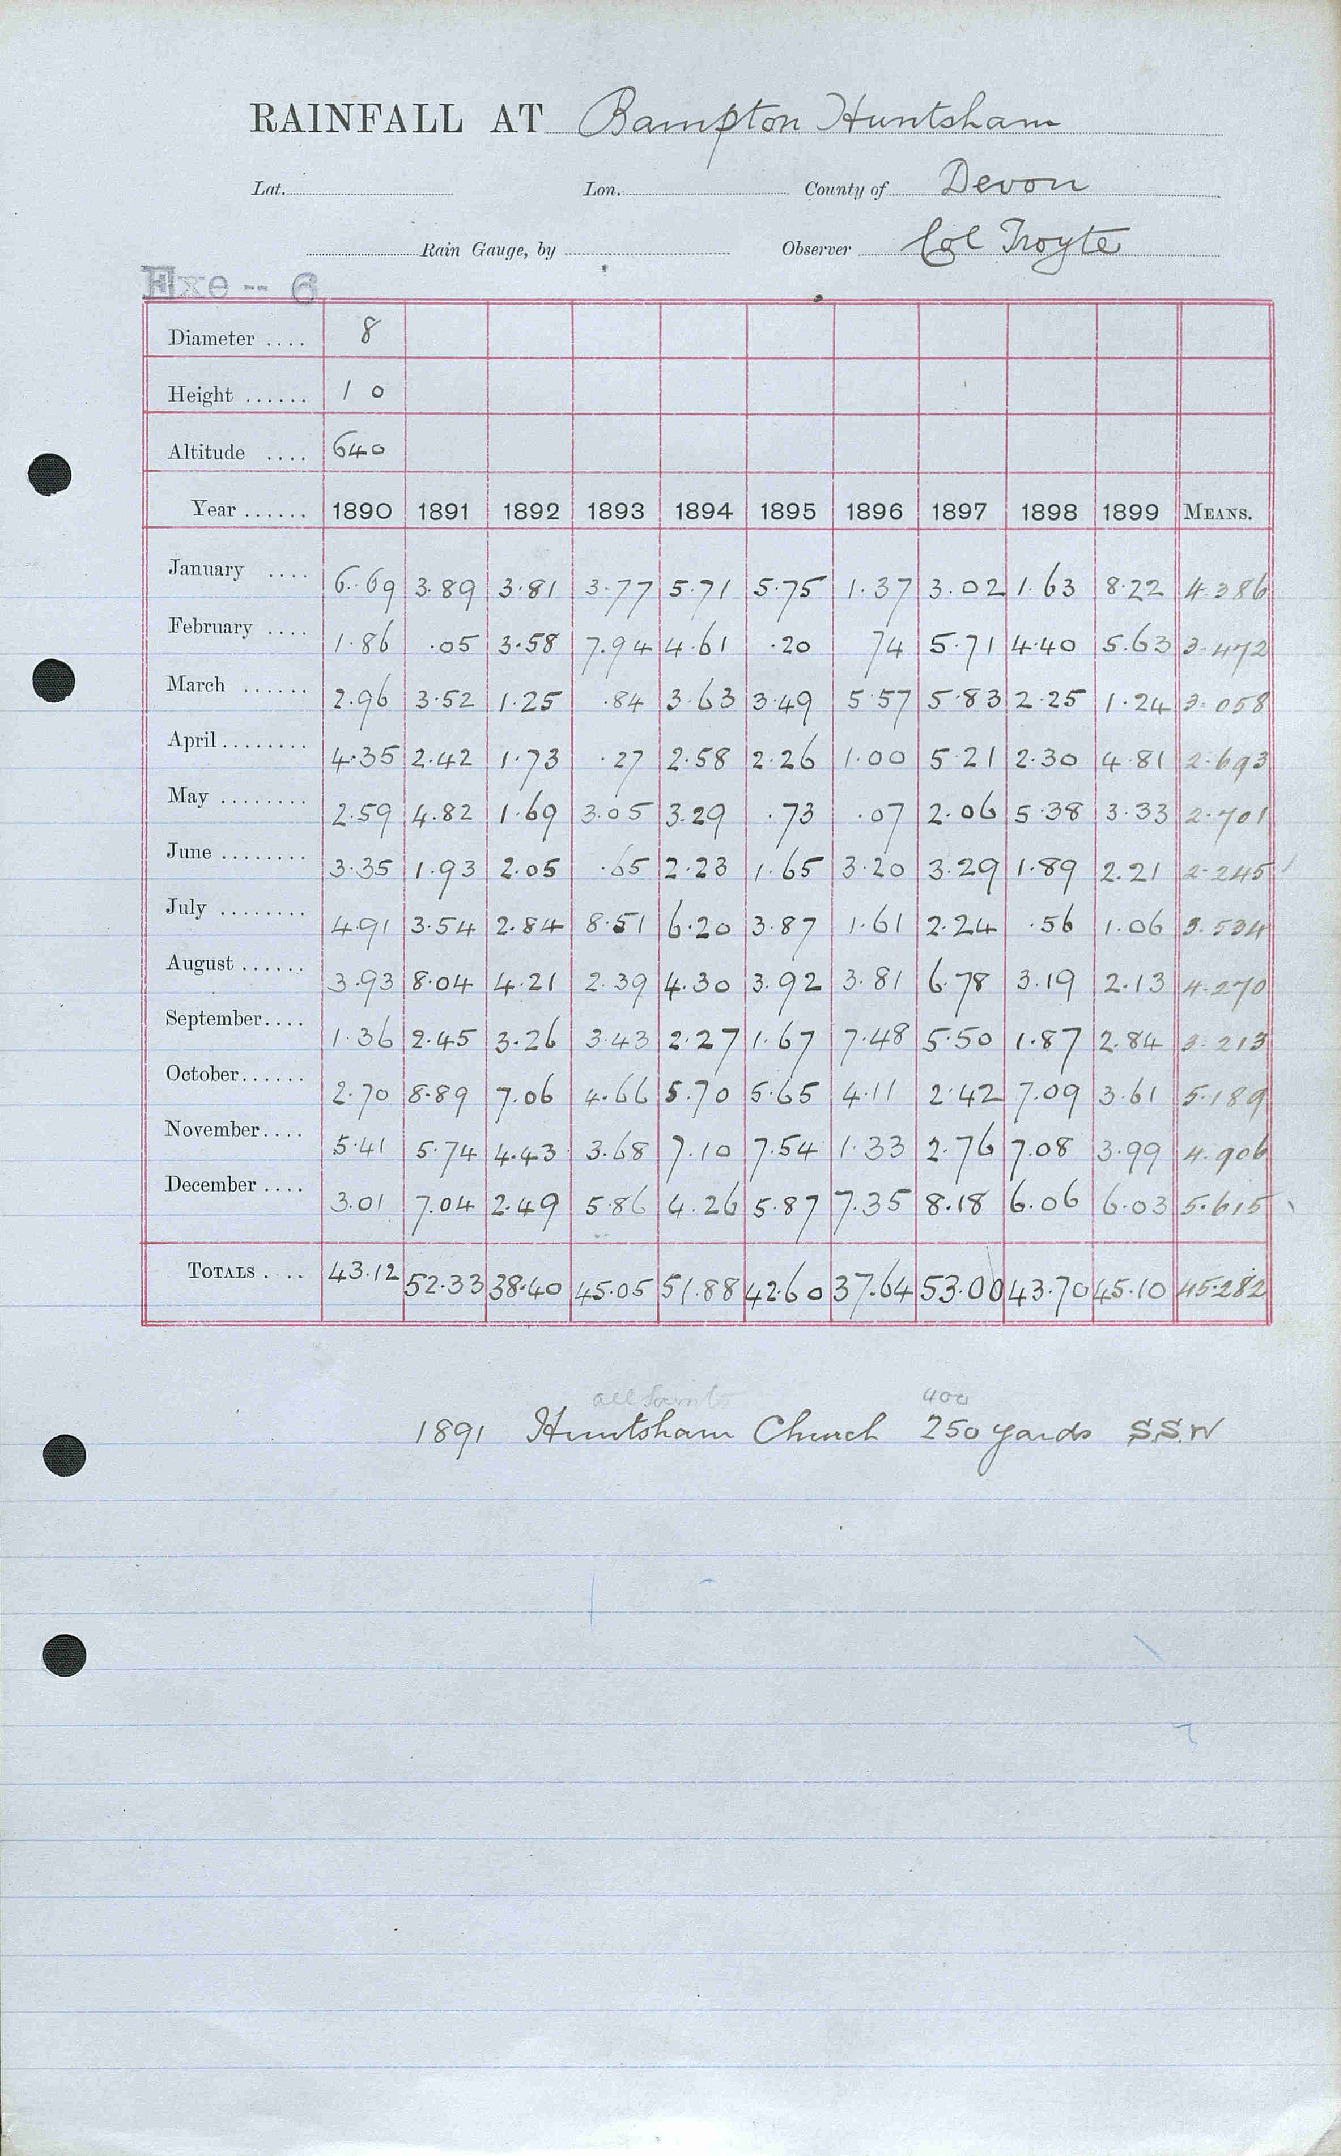 RAINFALL AT Bampton Huntsham
Lat. Lon. County of Devon
Rain Gauge, by Observer Col Troyte
Exe -- 6
Diameter .... 8
Height ...... 1 0
Altitude .... 640
Year ...... 1890 1891 1892 1893 1894 1895 1896 1897 1898 1899 MEANS.
January .... 6.69 3.89 3.81 3.77 5.71 5.75 1.37 3.02 1.63 8.22 4.386
February .... 1.86 .05 3.58 7.94 4.61 .20 74 5.71 4.40 5.63 3.472
March ...... 2.96 3.52 1.25 .84 3.63 3.49 5.57 5.83 2.25 1.24 3.058
April ........ 4.35 2.42 1.73 .27 2.58 2.26 1.00 5.21 2.30 4.81 2.693
May ........ 2.59 4.82 1.69 3.05 3.29 .73 .07 2.06 5.38 3.33 2.701
June ........ 3.35 1.93 2.05 .65 2.23 1.65 3.20 3.29 1.89 2.21 2.245
July ........ 4.91 3.54 2.84 8.51 6.20 3.87 1.61 2.24 .56 1.06 3.534
August ...... 3.93 8.04 4.21 2.39 4.30 3.92 3.81 6.78 3.19 2.13 4.270
September .... 1.36 2.45 3.26 3.43 2.27 1.67 7.48 5.50 1.87 2.84 3.213
October ...... 2.70 8.89 7.06 4.66 5.70 5.65 4.11 2.42 7.09 3.61 5.189
November .... 5.41 5.74 4.43 3.68 7.10 7.54 1.33 2.76 7.08 3.99 4.906
December .... 3.01 7.04 2.49 5.86 4.26 5.87 7.35 8.18 6.06 6.03 5.615
TOTALS .... 43.12 52.33 38.40 45.05 51.88 42.60 37.64 53.00 43.70 45.10 45.282
all Saints 400
1891 Huntsham Church 250 yards S.S.W